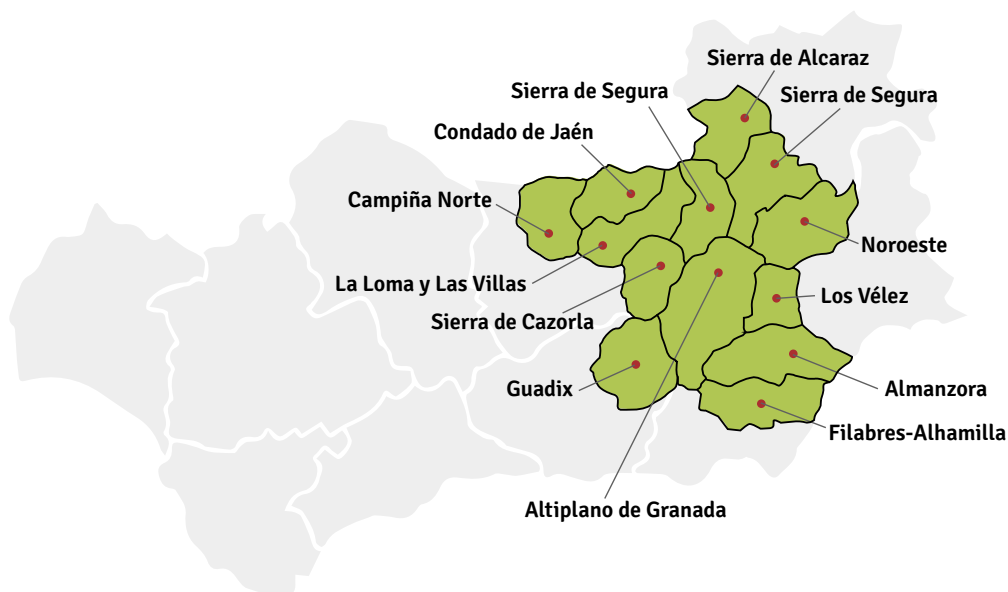 Sierra de Alcaraz
Sierra de Segura
Sierra de Segura
Condado de Jaén
Campiña Norte
Noroeste
La Loma y Las Villas
Los Vélez
Sierra de Cazorla
Guadix
Almanzora
Filabres-Alhamilla
Altiplano de Granada